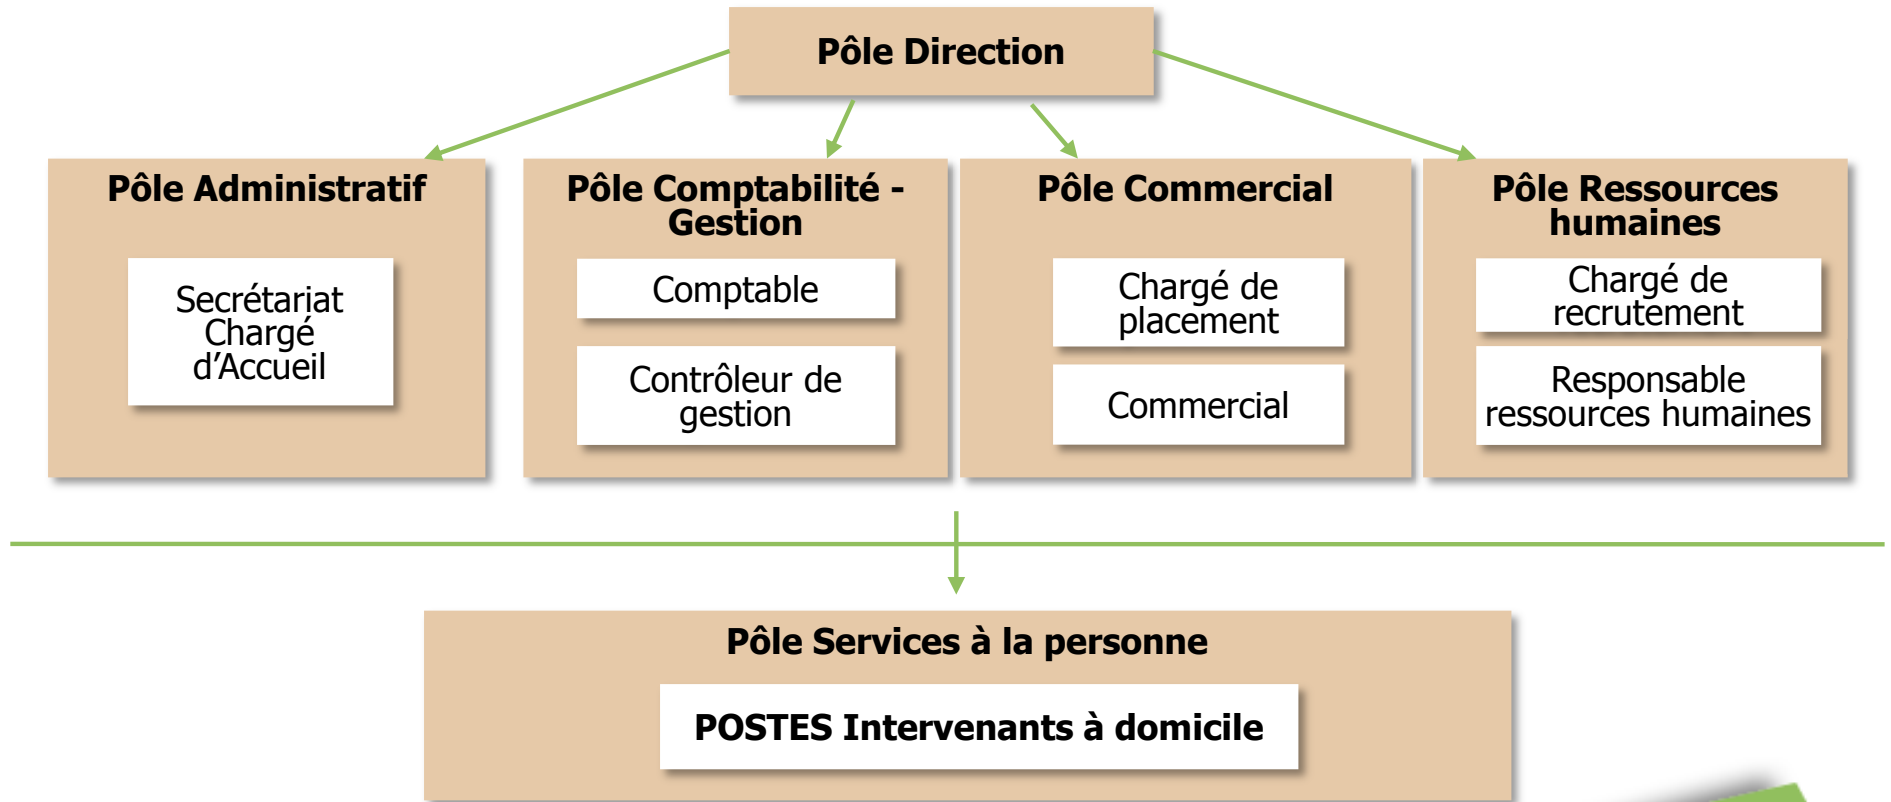 Pôle Direction
Pôle Administratif
Secrétariat
Chargé
d’Accueil
Pôle Comptabilité -
Gestion
Comptable
Contrôleur de
gestion
Pôle Commercial
Chargé de
placement
Commercial
Pôle Ressources
humaines
Chargé de
recrutement
Responsable
ressources humaines
Pôle Services à la personne
POSTES Intervenants à domicile